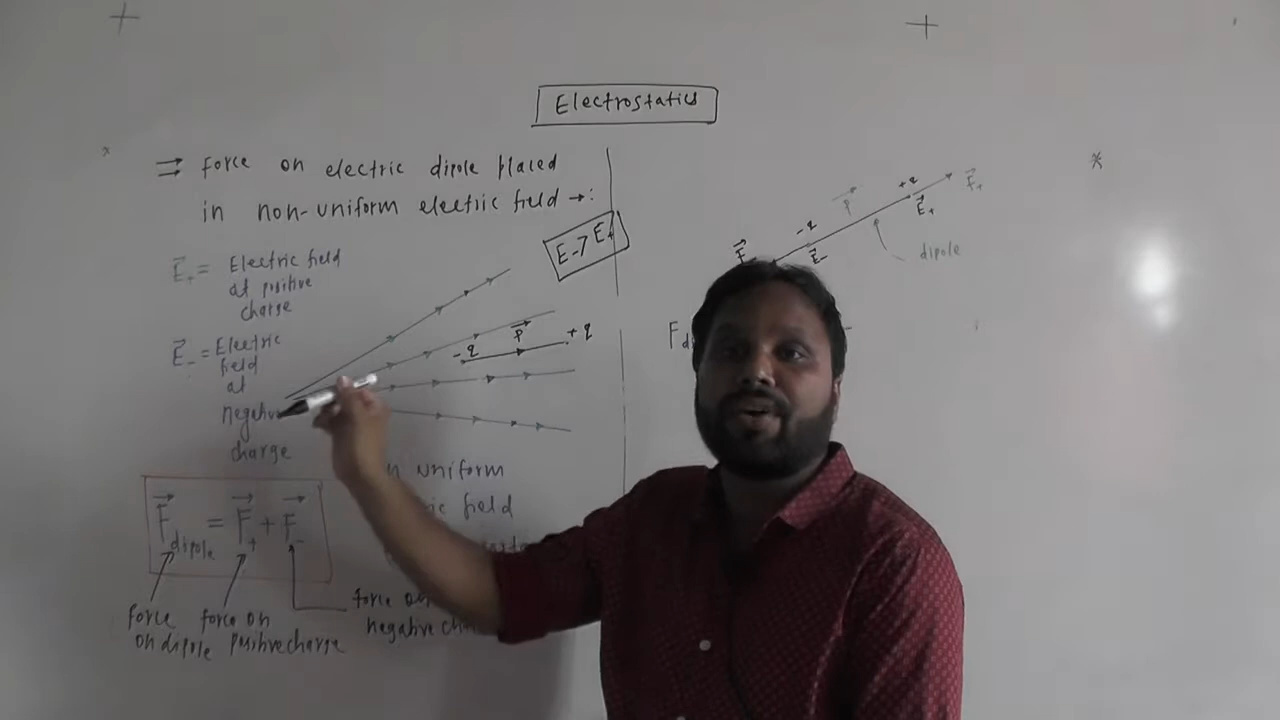 Electrostatics
⇒ Force on electric dipole placed
in non-uniform electric field →:
E₋ > E₊
E⃗₊ = Electric field
at positive
charge
E⃗₋ = Electric
field
at
negative
charge
-q
p⃗
+q
uniform
field
F⃗dipole = F⃗₊ + F⃗₋
force
on dipole
force on
positive charge
force on
negative
+q
F⃗₊
p⃗
E⃗₊
-q
E⃗₋
dipole